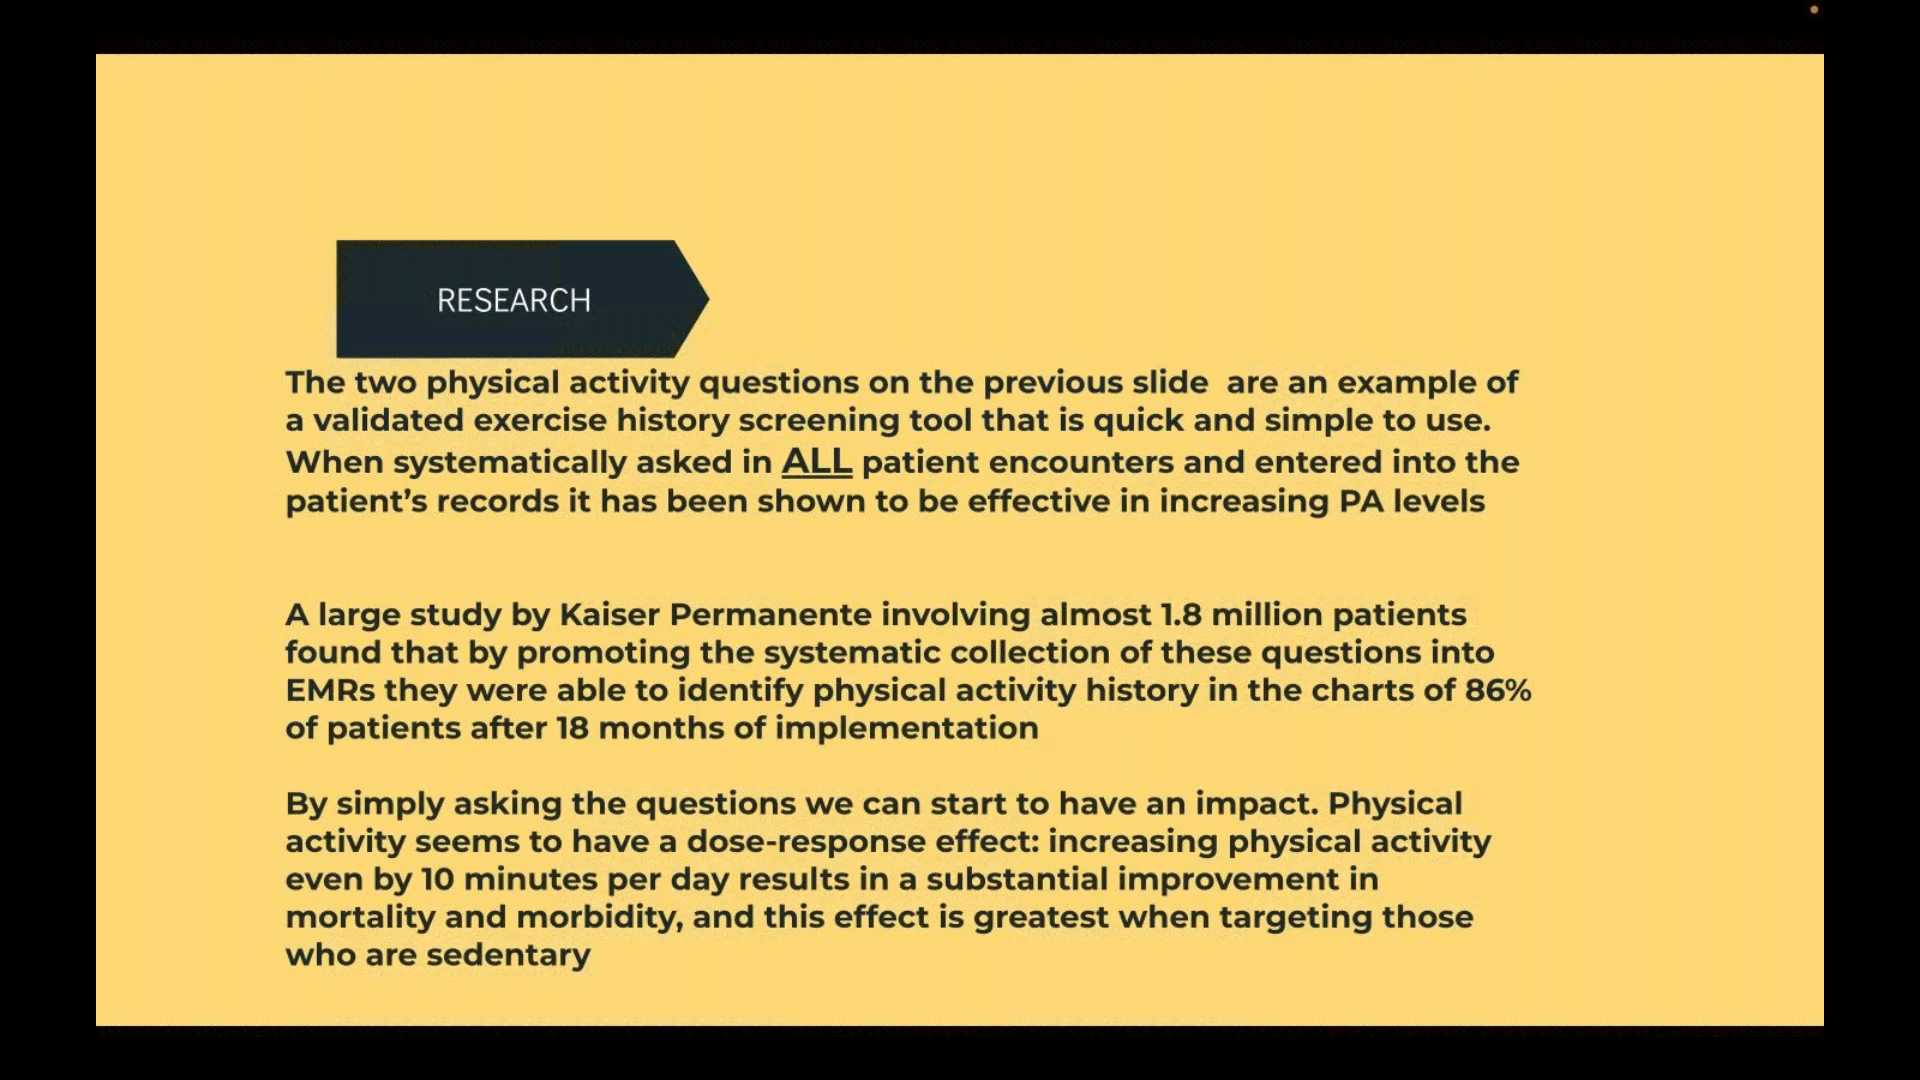 RESEARCH
The two physical activity questions on the previous slide are an example of
a validated exercise history screening tool that is quick and simple to use.
When systematically asked in ALL patient encounters and entered into the
patient’s records it has been shown to be effective in increasing PA levels
A large study by Kaiser Permanente involving almost 1.8 million patients
found that by promoting the systematic collection of these questions into
EMRs they were able to identify physical activity history in the charts of 86%
of patients after 18 months of implementation
By simply asking the questions we can start to have an impact. Physical
activity seems to have a dose-response effect: increasing physical activity
even by 10 minutes per day results in a substantial improvement in
mortality and morbidity, and this effect is greatest when targeting those
who are sedentary